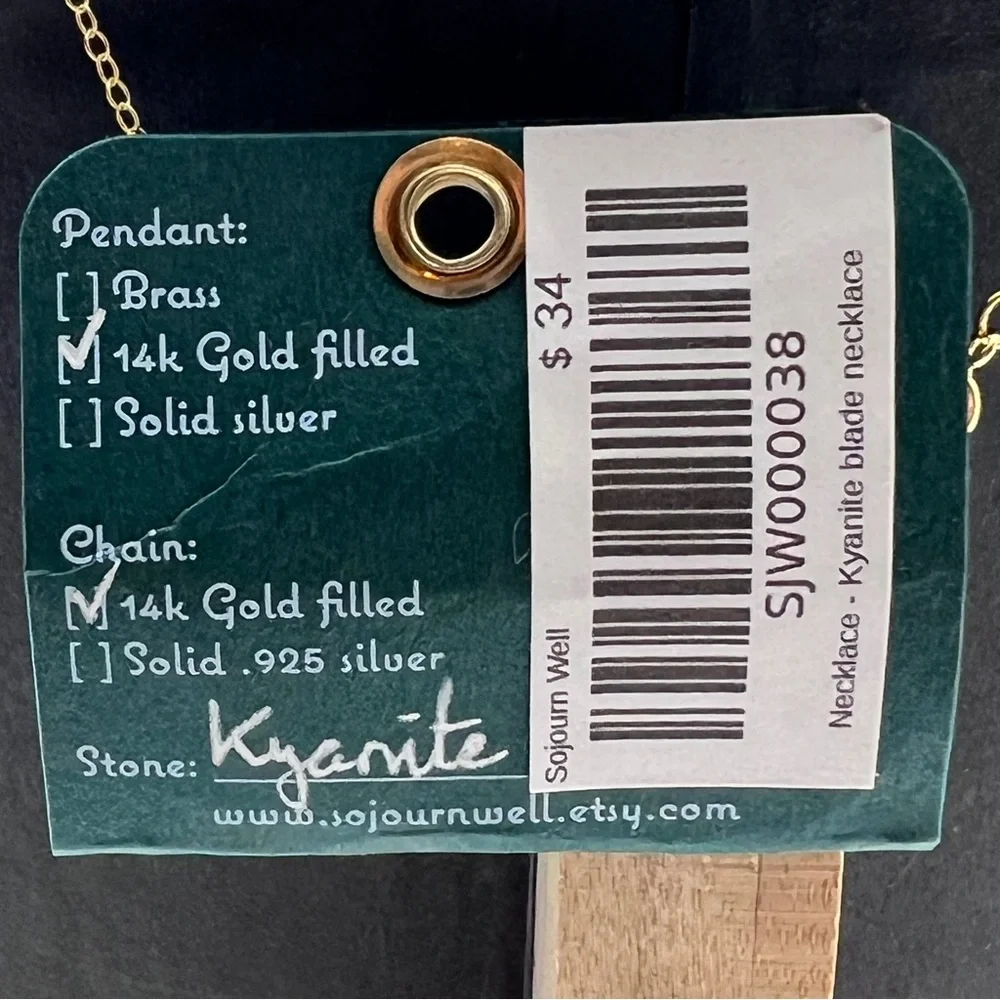 Pendant:
[ ] Brass
[✓] 14k Gold filled
[ ] Solid silver
Chain:
[✓] 14k Gold filled
[ ] Solid .925 silver
Stone: Kyanite
www.sojournwell.etsy.com
Sojourn Well
$ 34
SJW000038
Necklace - Kyanite blade necklace